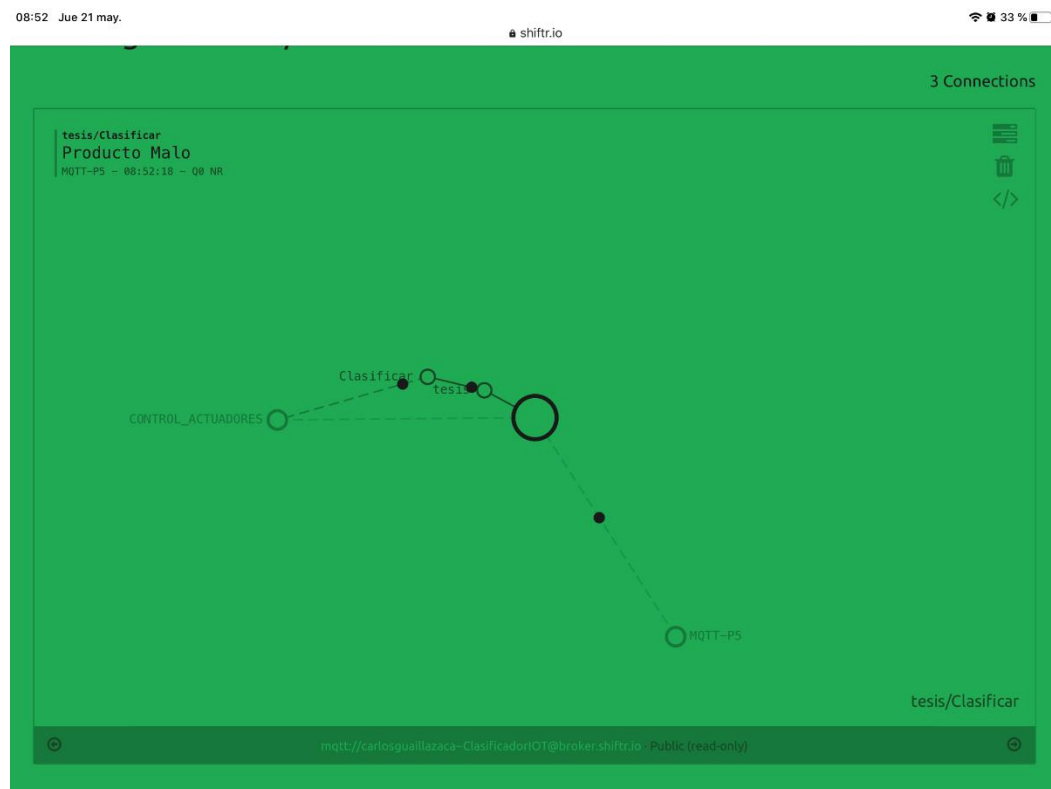 08:52 Jue 21 may.
33 %
shiftr.io
3 Connections
tesis/Clasificar
Producto Malo
MQTT-P5 - 08:52:18 - Q0 NR
Clasificar
tesis
CONTROL_ACTUADORES
MQTT-P5
tesis/Clasificar
mqtt://carlosguaillazaca~ClasificadorIOT@broker.shiftr.io · Public (read-only)